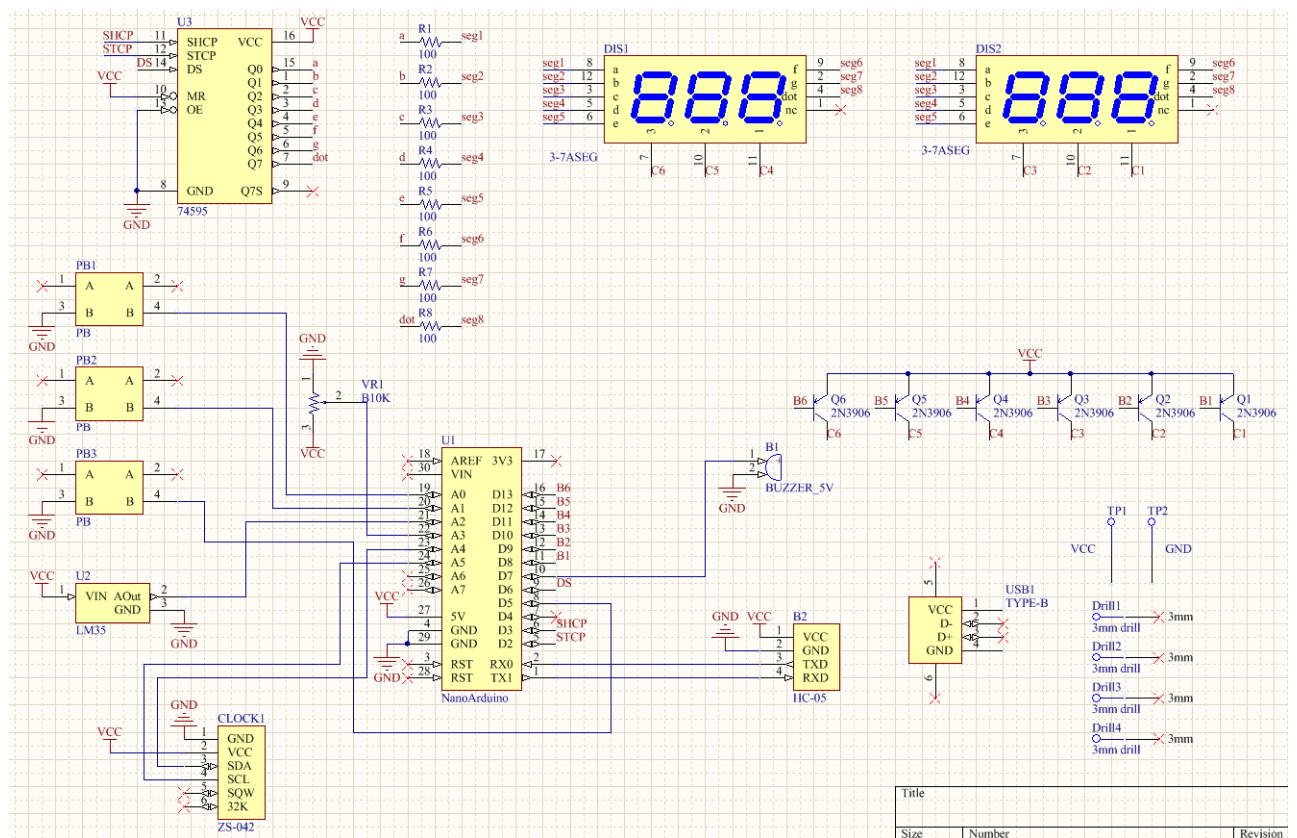 U3
VCC
SHCP 11 SHCP VCC 16
STCP 12 STCP
DS 14 DS Q0 15 a
VCC Q1 1 b
10 MR Q2 2 c
13 OE Q3 3 d
Q4 4 e
Q5 5 f
Q6 6 g
Q7 7 dot
8 GND Q7S 9
74595
GND
a R1 seg1
100
b R2 seg2
100
c R3 seg3
100
d R4 seg4
100
e R5 seg5
100
f R6 seg6
100
g R7 seg7
100
dot R8 seg8
100
DIS1
seg1 8 a f 9 seg6
seg2 12 b g 2 seg7
seg3 3 c dot 4 seg8
seg4 5 d nc 1
seg5 6 e
3 2 1
3-7ASEG
7 10 11
C6 C5 C4
DIS2
seg1 8 a f 9 seg6
seg2 12 b g 2 seg7
seg3 3 c dot 4 seg8
seg4 5 d nc 1
seg5 6 e
3 2 1
3-7ASEG
7 10 11
C3 C2 C1
PB1
1 A A 2
3 B B 4
GND
PB
PB2
1 A A 2
3 B B 4
GND
PB
PB3
1 A A 2
3 B B 4
GND
PB
GND
1
VR1
B10K
2
3
VCC
U2
VCC 1 VIN AOut 2
GND 3
LM35
GND
U1
18 AREF 3V3 17
30 VIN
19 A0 D13 16 B6
20 A1 D12 15 B5
21 A2 D11 14 B4
22 A3 D10 13 B3
23 A4 D9 12 B2
24 A5 D8 11 B1
25 A6 D7 10
26 A7 D6 9 DS
D5 8
VCC 27 5V D4 7
4 GND D3 6 SHCP
29 GND D2 5 STCP
3 RST RX0 2
GND 28 RST TX1 1
NanoArduino
GND
CLOCK1
1 GND
VCC 2 VCC
3 SDA
4 SCL
5 SQW
6 32K
ZS-042
B1
1
2
GND
BUZZER_5V
VCC
B6 Q6 2N3906 C6
B5 Q5 2N3906 C5
B4 Q4 2N3906 C4
B3 Q3 2N3906 C3
B2 Q2 2N3906 C2
B1 Q1 2N3906 C1
TP1 TP2
VCC GND
B2
GND VCC
1 VCC
2 GND
3 TXD
4 RXD
HC-05
USB1
TYPE-B
5
VCC 1
D- 2
D+ 3
GND 4
6
Drill1 3mm
3mm drill
Drill2 3mm
3mm drill
Drill3 3mm
3mm drill
Drill4 3mm
3mm drill
Title
Size Number Revision